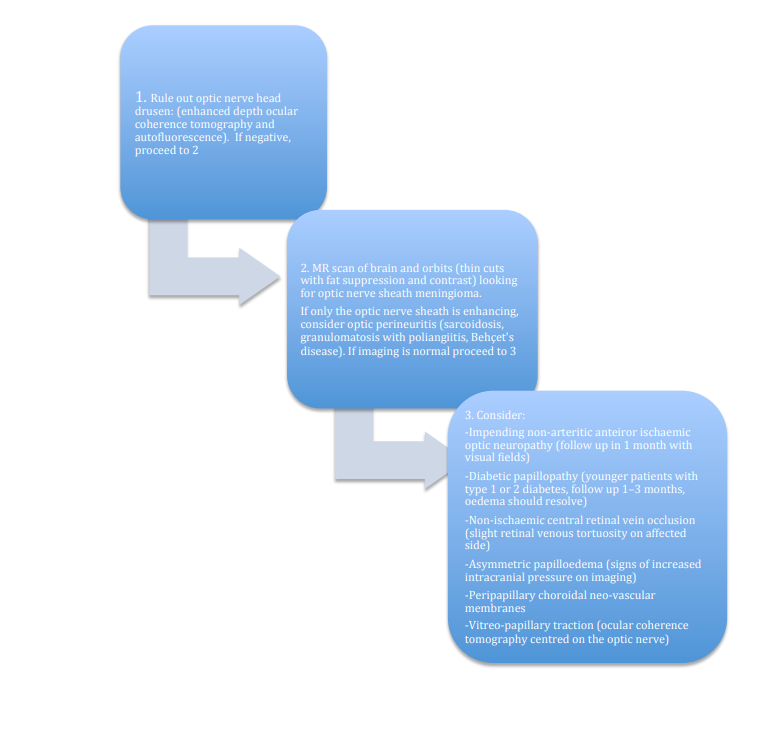 1. Rule out optic nerve head
drusen: (enhanced depth ocular
coherence tomography and
autofluorescence). If negative,
proceed to 2
2. MR scan of brain and orbits (thin cuts
with fat suppression and contrast) looking
for optic nerve sheath meningioma.
If only the optic nerve sheath is enhancing,
consider optic perineuritis (sarcoidosis,
granulomatosis with poliangiitis, Behçet's
disease). If imaging is normal proceed to 3
3. Consider:
-Impending non-arteritic anteiror ischaemic
optic neuropathy (follow up in 1 month with
visual fields)
-Diabetic papillopathy (younger patients with
type 1 or 2 diabetes, follow up 1–3 months,
oedema should resolve)
-Non-ischaemic central retinal vein occlusion
(slight retinal venous tortuosity on affected
side)
-Asymmetric papilloedema (signs of increased
intracranial pressure on imaging)
-Peripapillary choroidal neo-vascular
membranes
-Vitreo-papillary traction (ocular coherence
tomography centred on the optic nerve)